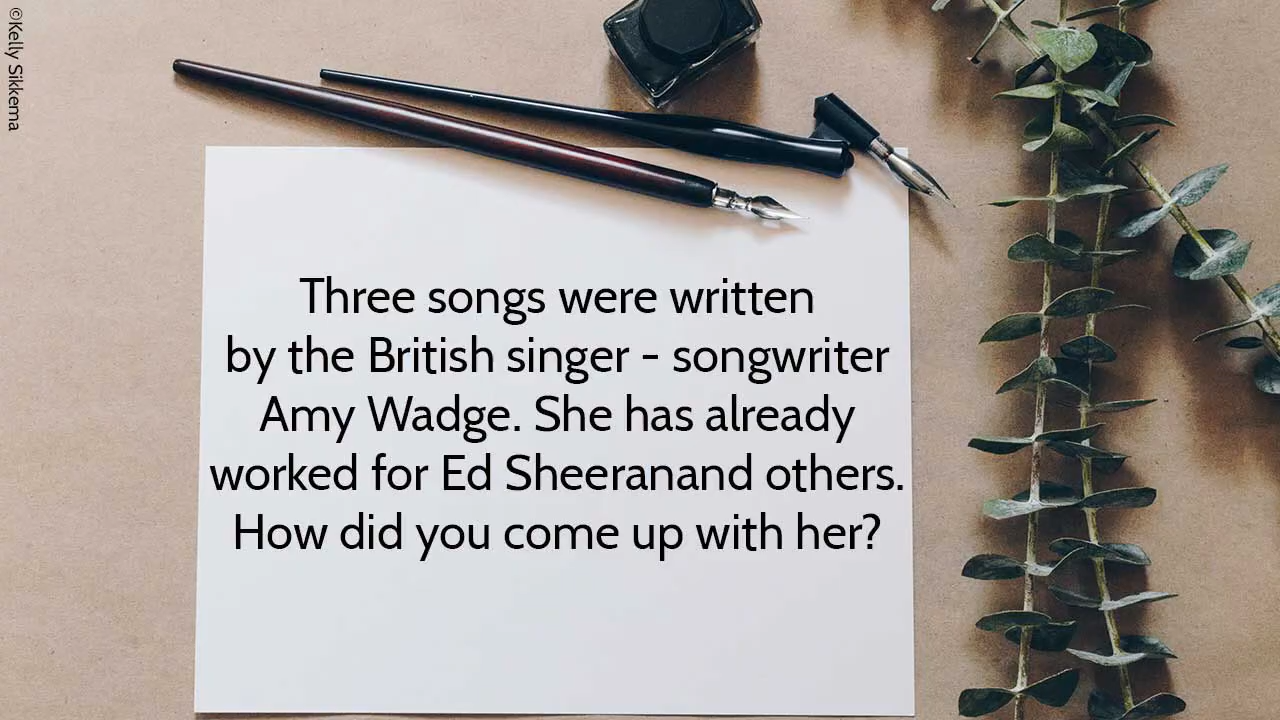 ©Kelly Sikkema
Three songs were written
by the British singer - songwriter
Amy Wadge. She has already
worked for Ed Sheeranand others.
How did you come up with her?